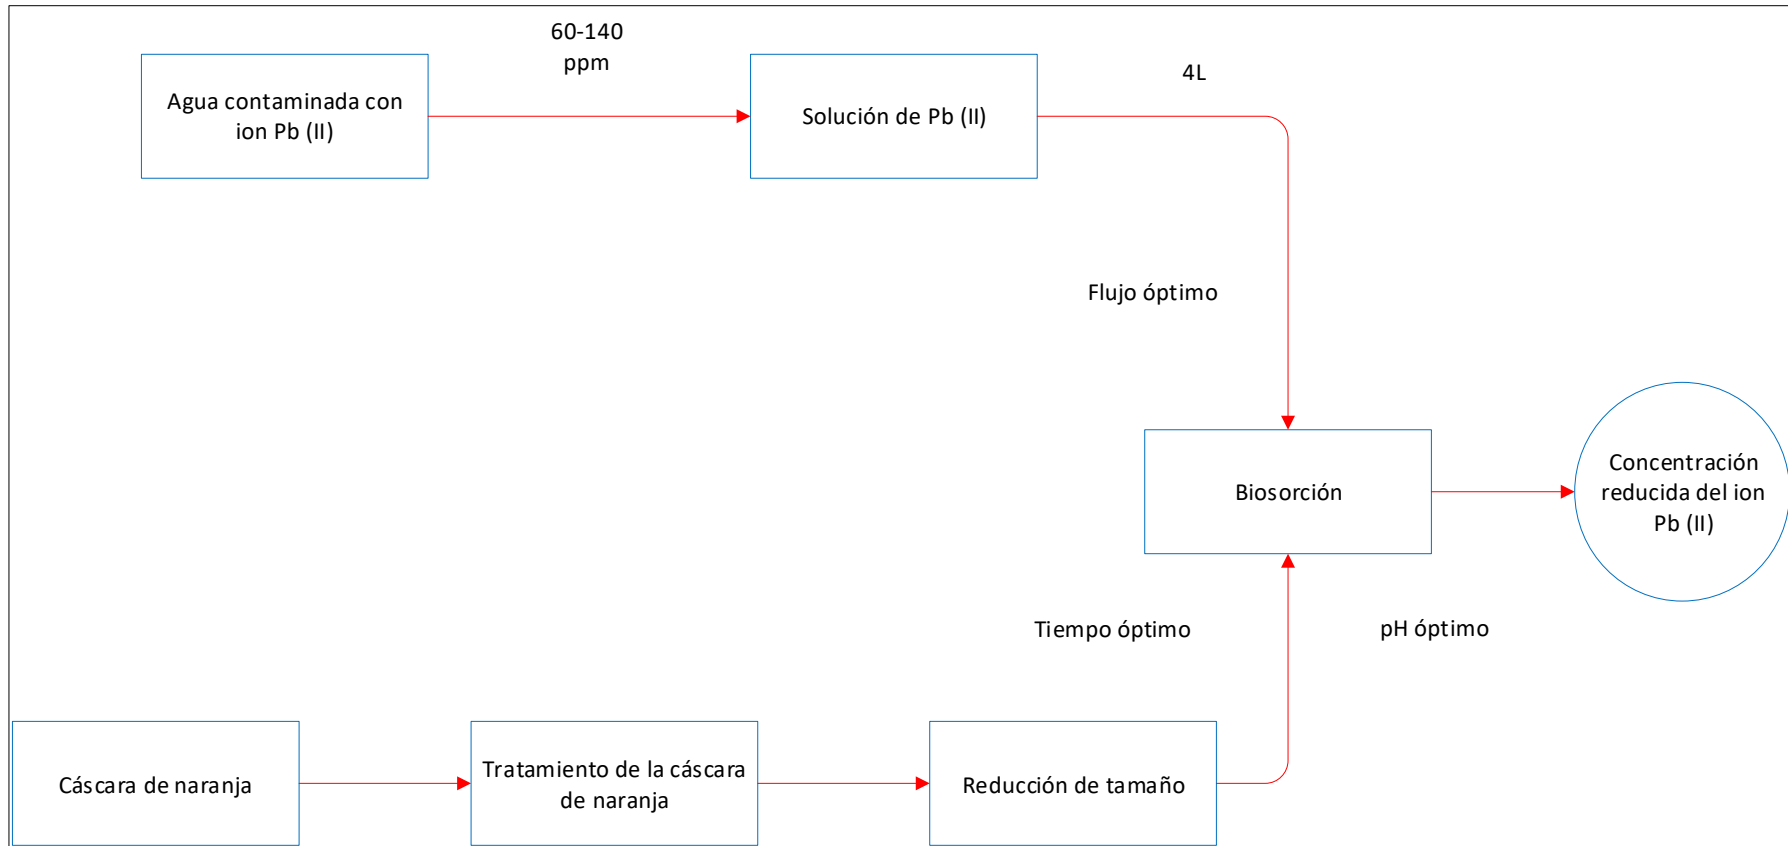 60-140
ppm
4L
Agua contaminada con
ion Pb (II)
Solución de Pb (II)
Flujo óptimo
Biosorción
Concentración
reducida del ion
Pb (II)
Tiempo óptimo
pH óptimo
Cáscara de naranja
Tratamiento de la cáscara
de naranja
Reducción de tamaño